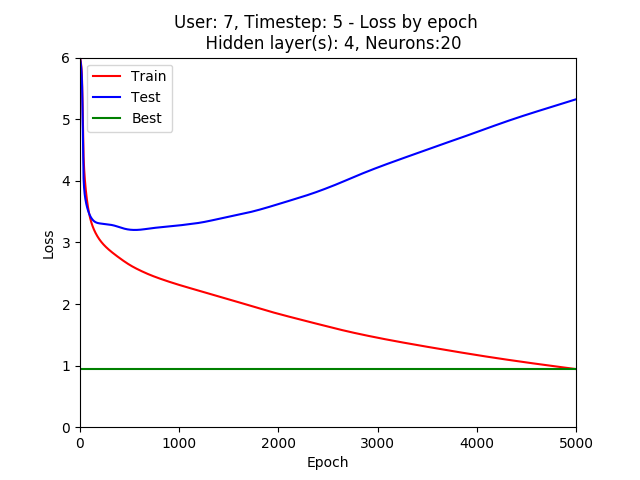 User: 7, Timestep: 5 - Loss by epoch
Hidden layer(s): 4, Neurons:20
Train
Test
Best
6
5
4
3
2
1
0
Loss
0
1000
2000
3000
4000
5000
Epoch